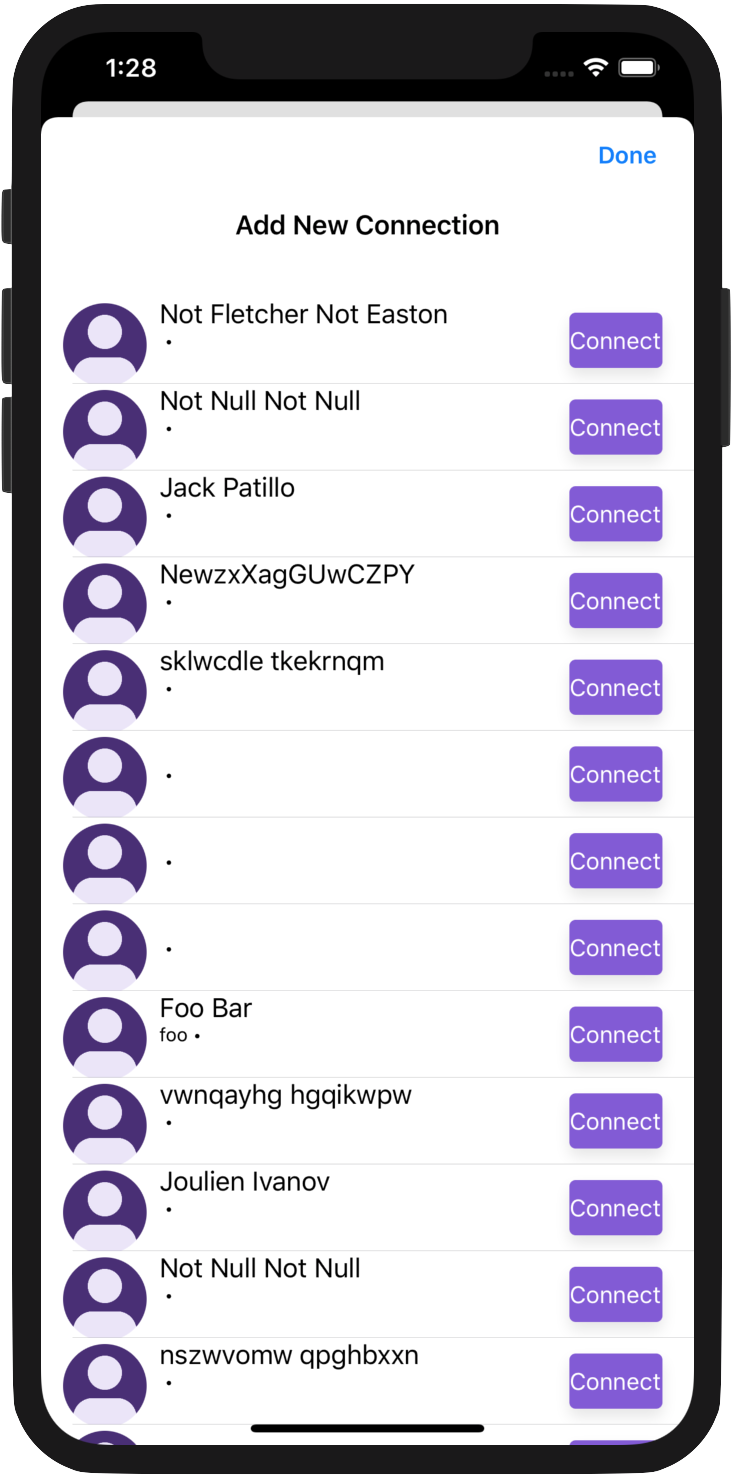 1:28
Done
Add New Connection
Not Fletcher Not Easton
•
Connect
Not Null Not Null
•
Connect
Jack Patillo
•
Connect
NewzxXagGUwCZPY
•
Connect
sklwcdle tkekrnqm
•
Connect
•
Connect
•
Connect
•
Connect
Foo Bar
foo •
Connect
vwnqayhg hgqikwpw
•
Connect
Joulien Ivanov
•
Connect
Not Null Not Null
•
Connect
nszwvomw qpghbxxn
•
Connect